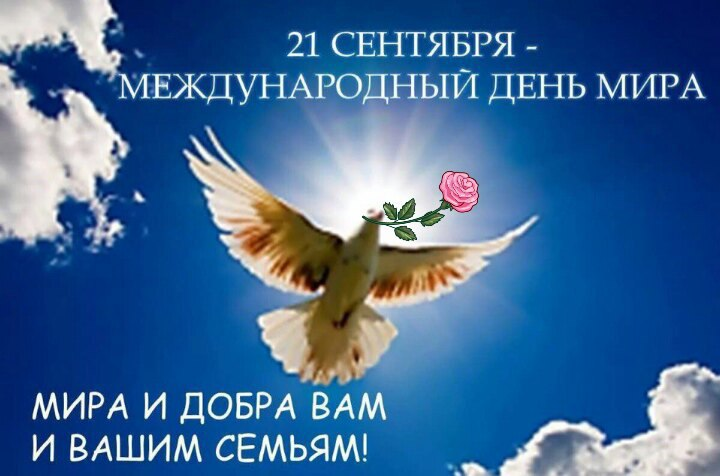 21 СЕНТЯБРЯ -
МЕЖДУНАРОДНЫЙ ДЕНЬ МИРА
МИРА И ДОБРА ВАМ
И ВАШИМ СЕМЬЯМ!